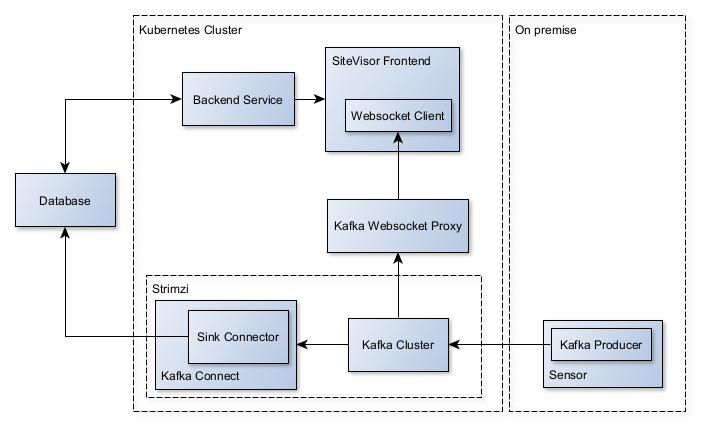 Kubernetes Cluster
On premise
SiteVisor Frontend
Backend Service
Websocket Client
Database
Kafka Websocket Proxy
Strimzi
Sink Connector
Kafka Cluster
Kafka Producer
Kafka Connect
Sensor